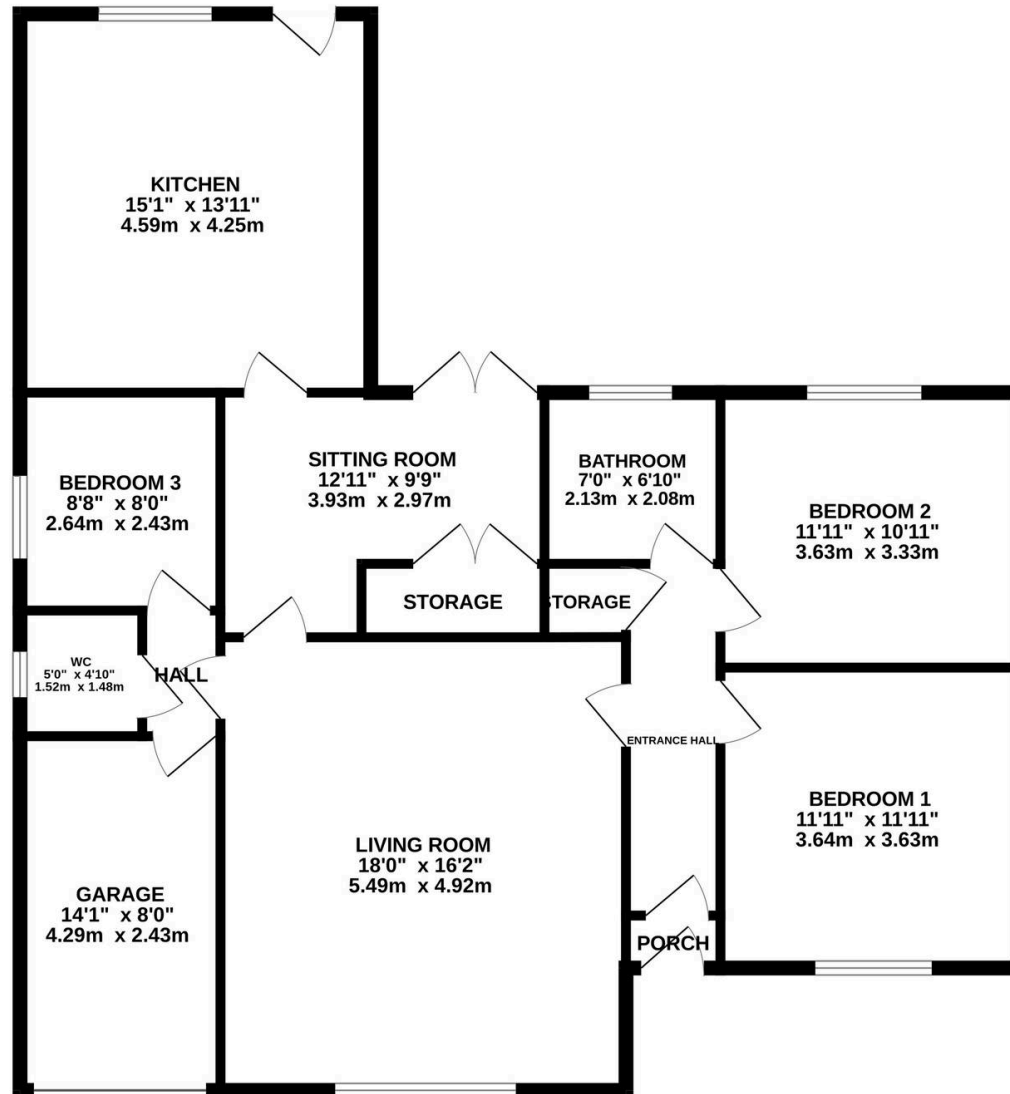 KITCHEN
15'1" x 13'11"
4.59m x 4.25m
SITTING ROOM
12'11" x 9'9"
3.93m x 2.97m
BATHROOM
7'0" x 6'10"
2.13m x 2.08m
BEDROOM 3
8'8" x 8'0"
2.64m x 2.43m
BEDROOM 2
11'11" x 10'11"
3.63m x 3.33m
STORAGE
STORAGE
WC
5'0" x 4'10"
1.52m x 1.48m
HALL
ENTRANCE HALL
BEDROOM 1
11'11" x 11'11"
3.64m x 3.63m
LIVING ROOM
18'0" x 16'2"
5.49m x 4.92m
GARAGE
14'1" x 8'0"
4.29m x 2.43m
PORCH